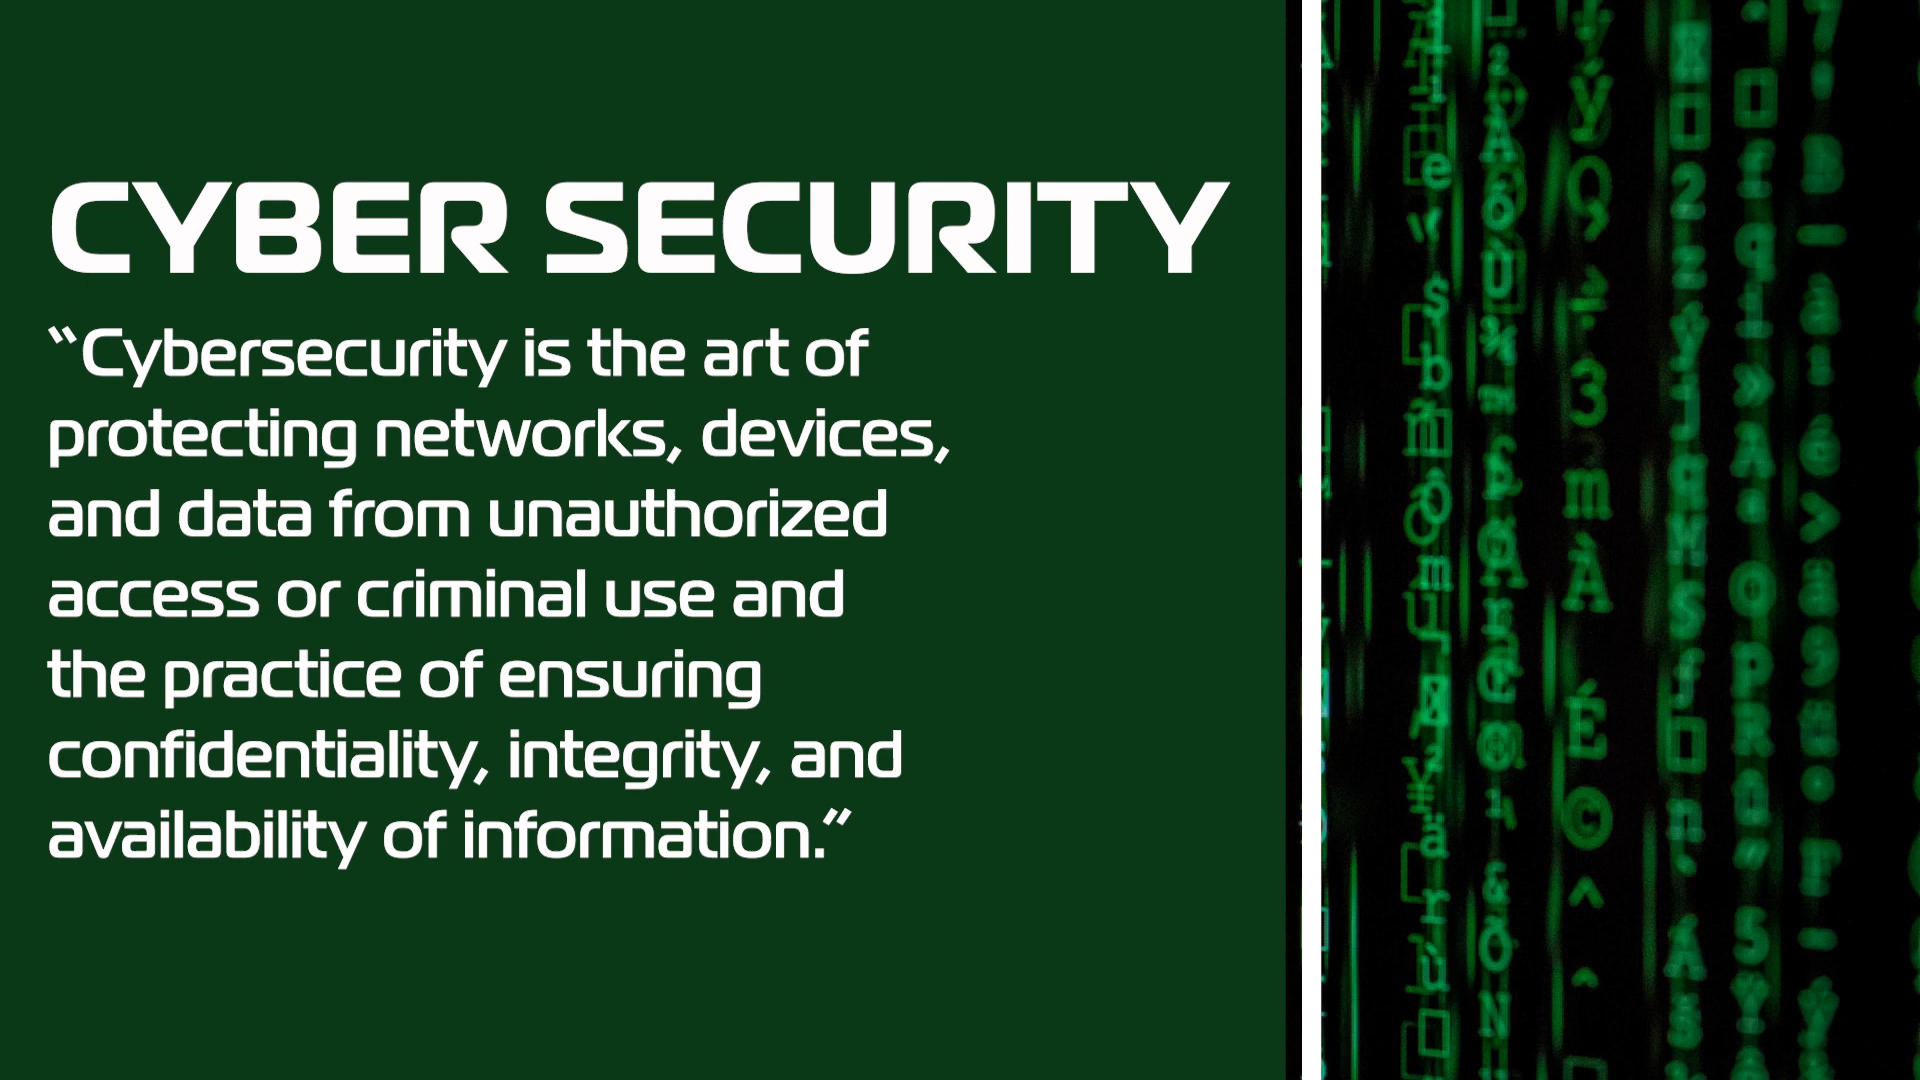 CYBER SECURITY
“Cybersecurity is the art of
protecting networks, devices,
and data from unauthorized
access or criminal use and
the practice of ensuring
confidentiality, integrity, and
availability of information.”